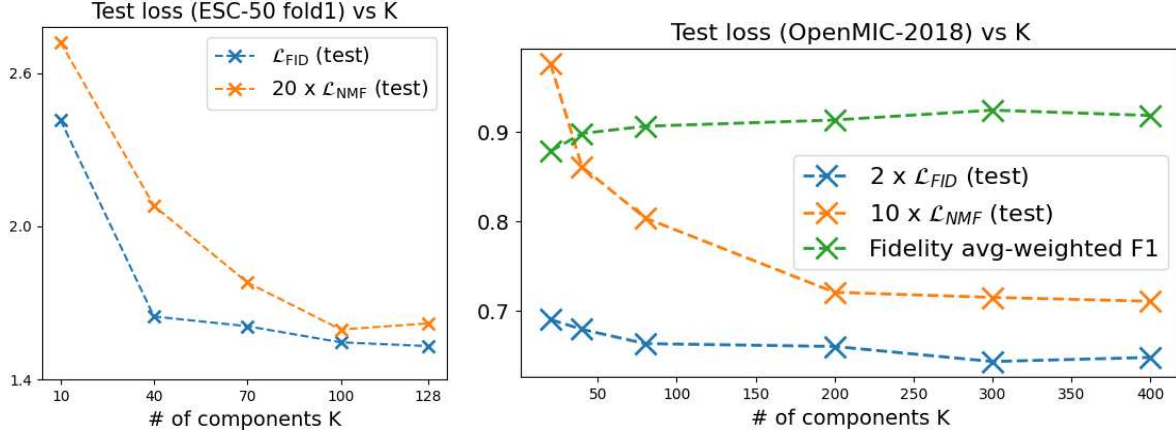 Test loss (ESC-50 fold1) vs K
2.6
2.0
1.4
ℒFID (test)
20 x ℒNMF (test)
10 40 70 100 128
# of components K
Test loss (OpenMIC-2018) vs K
0.9
0.8
0.7
2 x ℒFID (test)
10 x ℒNMF (test)
Fidelity avg-weighted F1
50 100 150 200 250 300 350 400
# of components K